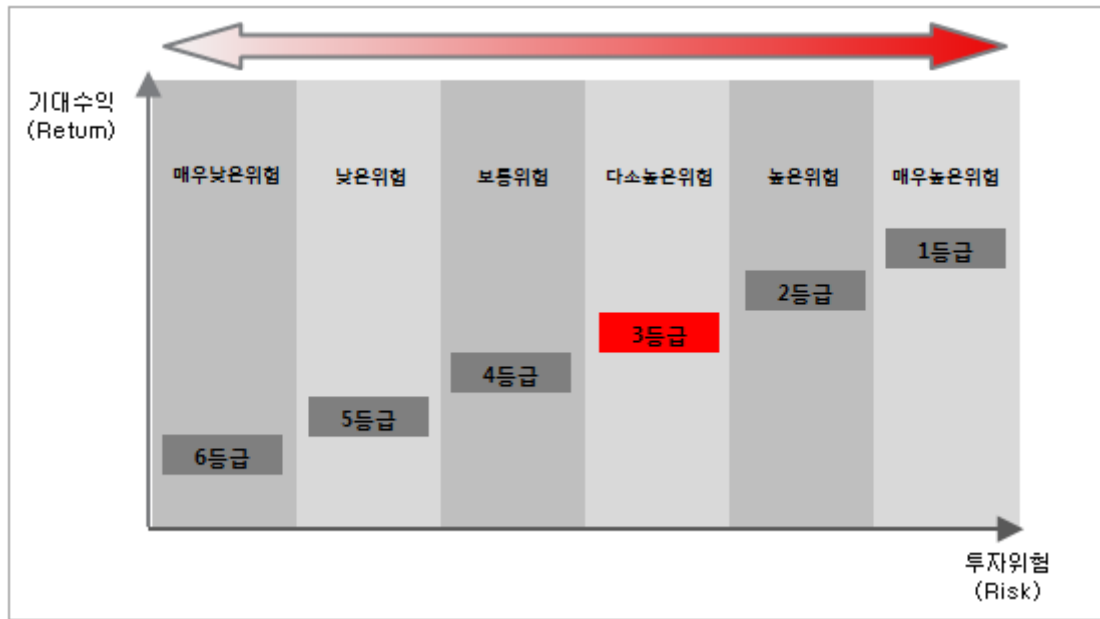 기대수익
(Return)
매우낮은위험 낮은위험 보통위험 다소높은위험 높은위험 매우높은위험
1등급
2등급
3등급
4등급
5등급
6등급
투자위험
(Risk)